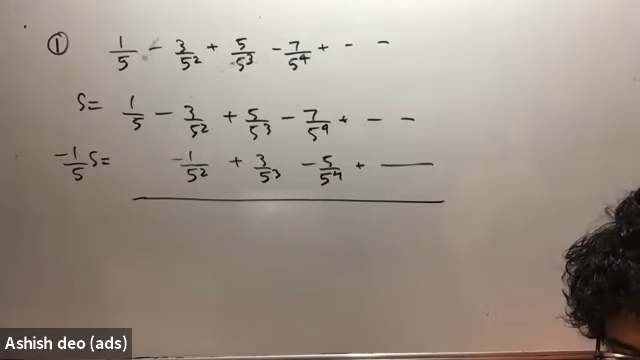 ① 1/5 - 3/5² + 5/5³ - 7/5⁴ + - -
S= 1/5 - 3/5² + 5/5³ - 7/5⁴ + - -
-1/5 S= -1/5² + 3/5³ - 5/5⁴ + ——
Ashish deo (ads)